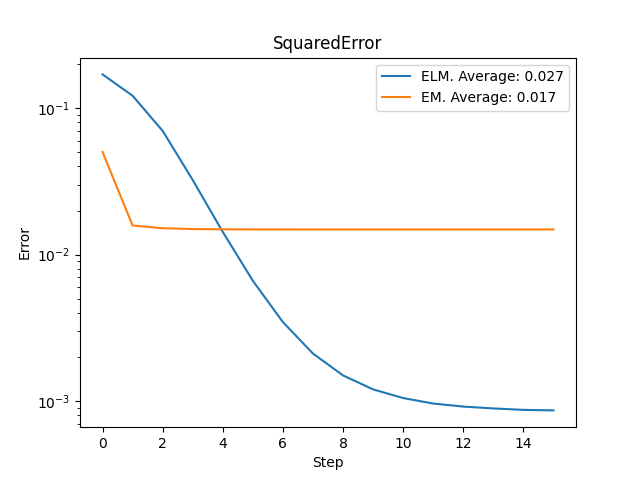 SquaredError
ELM. Average: 0.027
EM. Average: 0.017
10⁻¹
10⁻²
10⁻³
Error
0 2 4 6 8 10 12 14
Step